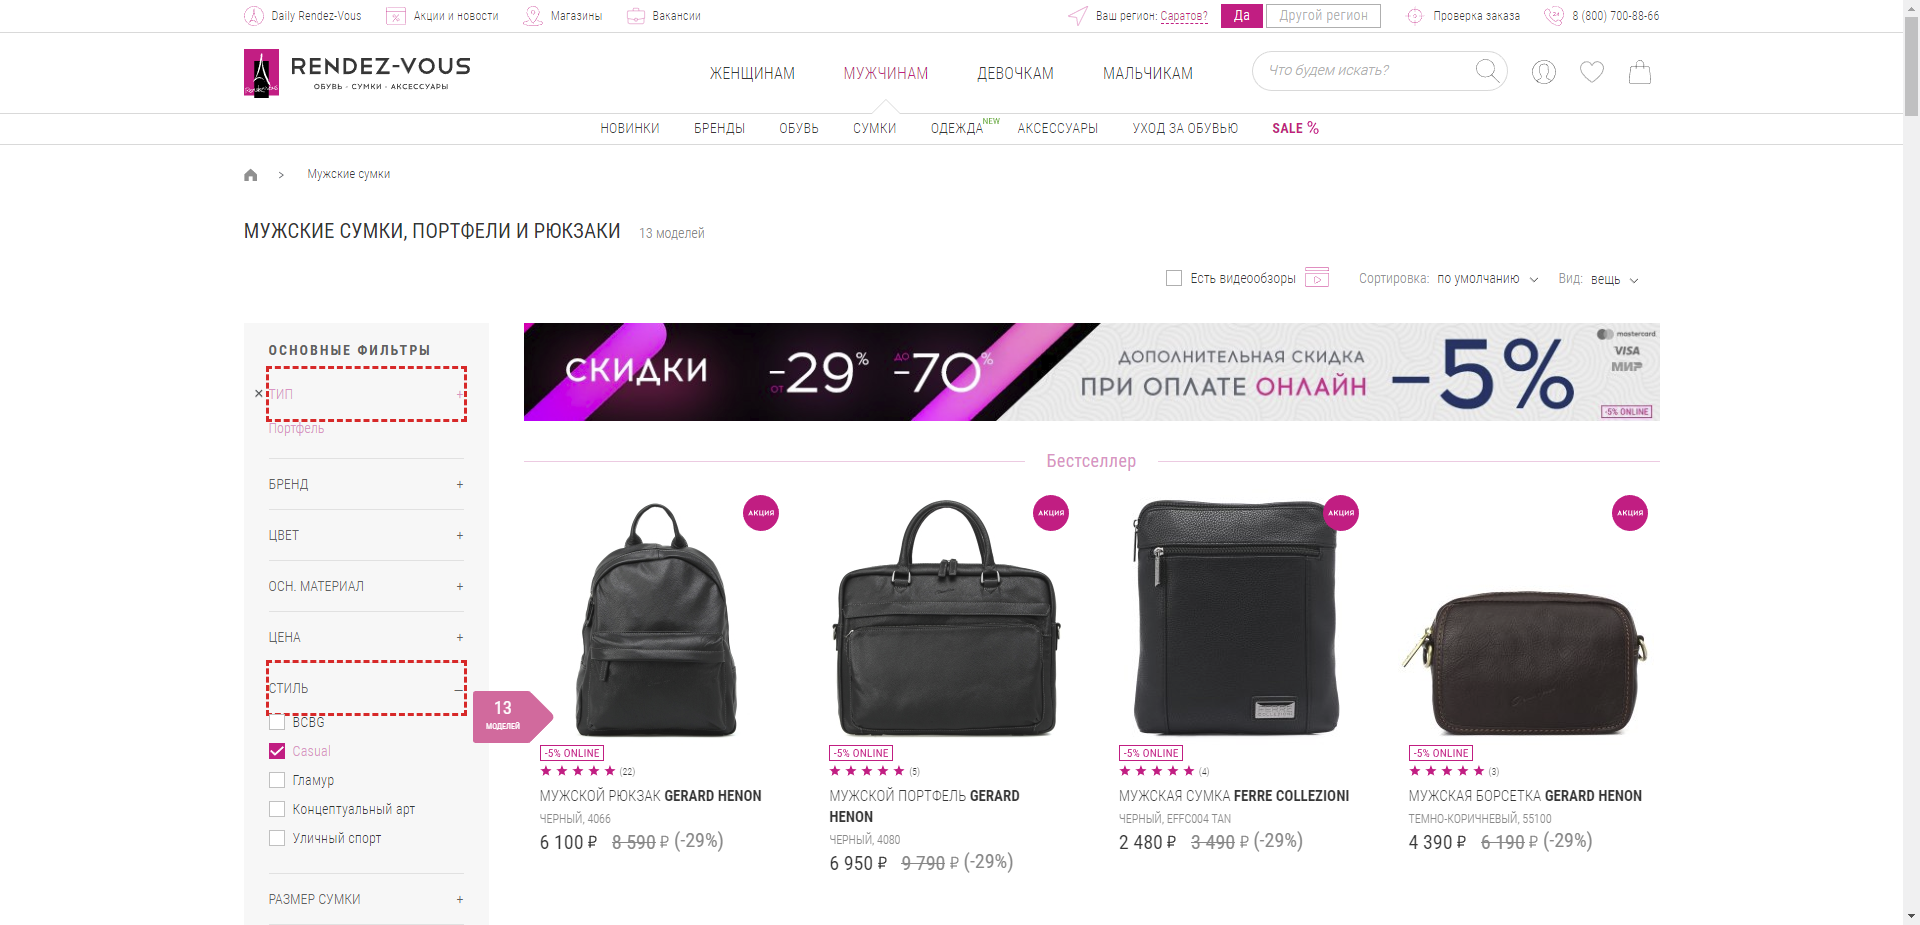 Daily Rendez-Vous
Акции и новости
Магазины
Вакансии
Ваш регион: Саратов?
Да
Другой регион
Проверка заказа
8 (800) 700-88-66
RENDEZ-VOUS
ОБУВЬ · СУМКИ · АКСЕССУАРЫ
ЖЕНЩИНАМ
МУЖЧИНАМ
ДЕВОЧКАМ
МАЛЬЧИКАМ
Что будем искать?
НОВИНКИ
БРЕНДЫ
ОБУВЬ
СУМКИ
ОДЕЖДА NEW
АКСЕССУАРЫ
УХОД ЗА ОБУВЬЮ
SALE %
> Мужские сумки
МУЖСКИЕ СУМКИ, ПОРТФЕЛИ И РЮКЗАКИ 13 моделей
Есть видеообзоры
Сортировка: по умолчанию
Вид: вещь
ОСНОВНЫЕ ФИЛЬТРЫ
× ТИП +
Портфель
БРЕНД +
ЦВЕТ +
ОСН. МАТЕРИАЛ +
ЦЕНА +
СТИЛЬ –
BCBG
Casual
Гламур
Концептуальный арт
Уличный спорт
РАЗМЕР СУМКИ +
13
МОДЕЛЕЙ
СКИДКИ
ОТ -29% ДО -70%
ДОПОЛНИТЕЛЬНАЯ СКИДКА
ПРИ ОПЛАТЕ ОНЛАЙН
-5%
mastercard
VISA
МИР
-5% ONLINE
Бестселлер
АКЦИЯ
-5% ONLINE
(22)
МУЖСКОЙ РЮКЗАК GERARD HENON
ЧЕРНЫЙ, 4066
6 100 ₽ 8 590 ₽ (-29%)
АКЦИЯ
-5% ONLINE
(5)
МУЖСКОЙ ПОРТФЕЛЬ GERARD
HENON
ЧЕРНЫЙ, 4080
6 950 ₽ 9 790 ₽ (-29%)
АКЦИЯ
-5% ONLINE
(4)
МУЖСКАЯ СУМКА FERRE COLLEZIONI
ЧЕРНЫЙ, EFFC004 TAN
2 480 ₽ 3 490 ₽ (-29%)
АКЦИЯ
-5% ONLINE
(3)
МУЖСКАЯ БОРСЕТКА GERARD HENON
ТЕМНО-КОРИЧНЕВЫЙ, 55100
4 390 ₽ 6 190 ₽ (-29%)